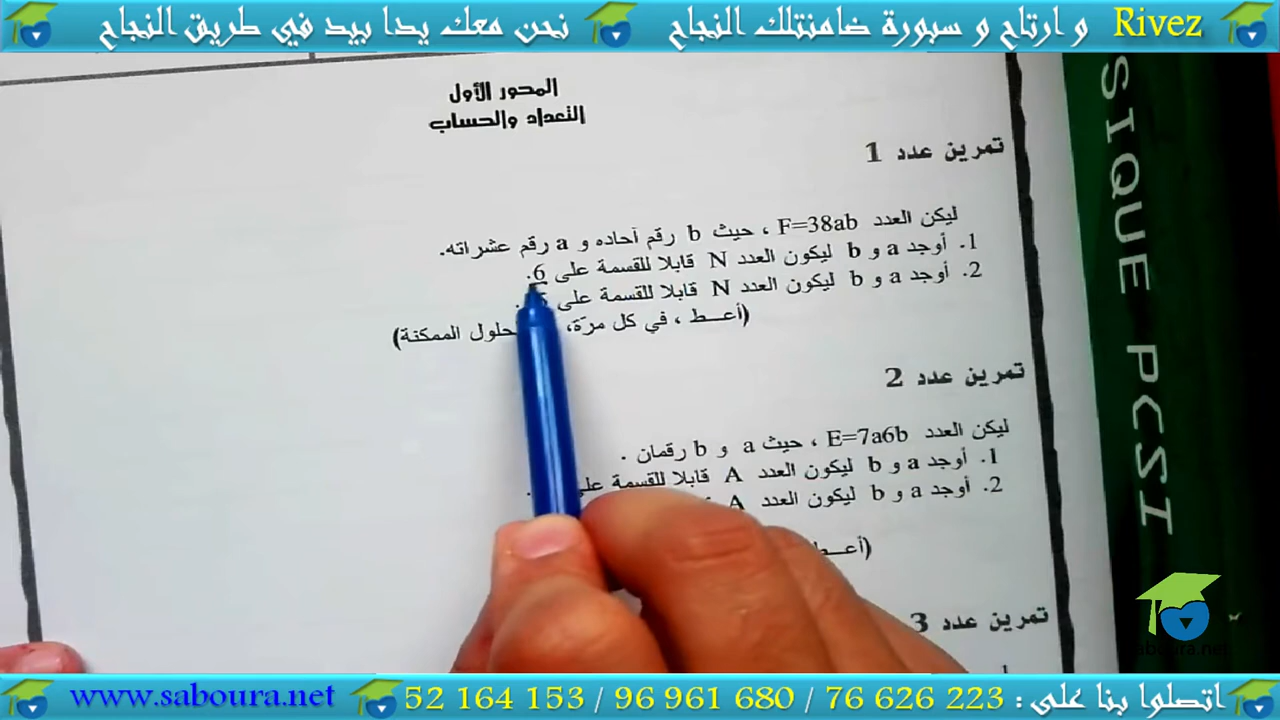 Rivez و ارتاح و سبورة ضامنتلك النجاح نحن معك يدا بيد في طريق النجاح
المحور الأول
التعداد والحساب
تمرين عدد 1
ليكن العدد F=38ab ، حيث b رقم آحاده و a رقم عشراته.
1. أوجد a و b ليكون العدد N قابلا للقسمة على 6.
2. أوجد a و b ليكون العدد N قابلا للقسمة على
(أعــط ، في كل مرّة، حلول الممكنة)
تمرين عدد 2
ليكن العدد E=7a6b ، حيث a و b رقمان .
1. أوجد a و b ليكون العدد A قابلا للقسمة على
2. أوجد a و b ليكون العدد A
(أعــط
تمرين عدد 3
SIQUE PCSI
saboura.net
www.saboura.net اتصلوا بنا على : 223 626 76 / 680 961 96 / 153 164 52